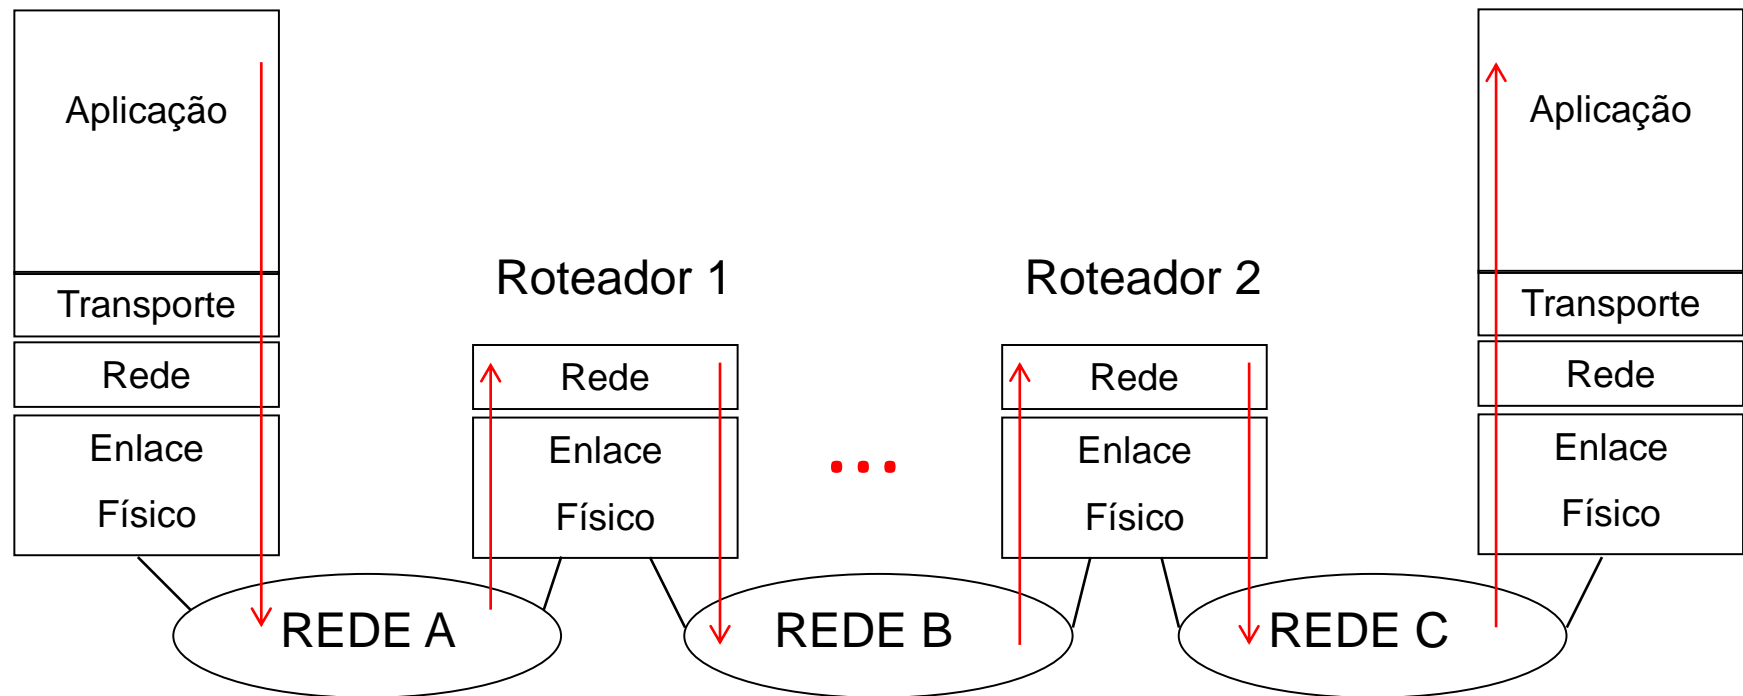 Aplicação
Transporte
Rede
Enlace
Físico
Roteador 1
Rede
Enlace
Físico
...
Roteador 2
Rede
Enlace
Físico
Aplicação
Transporte
Rede
Enlace
Físico
REDE A
REDE B
REDE C